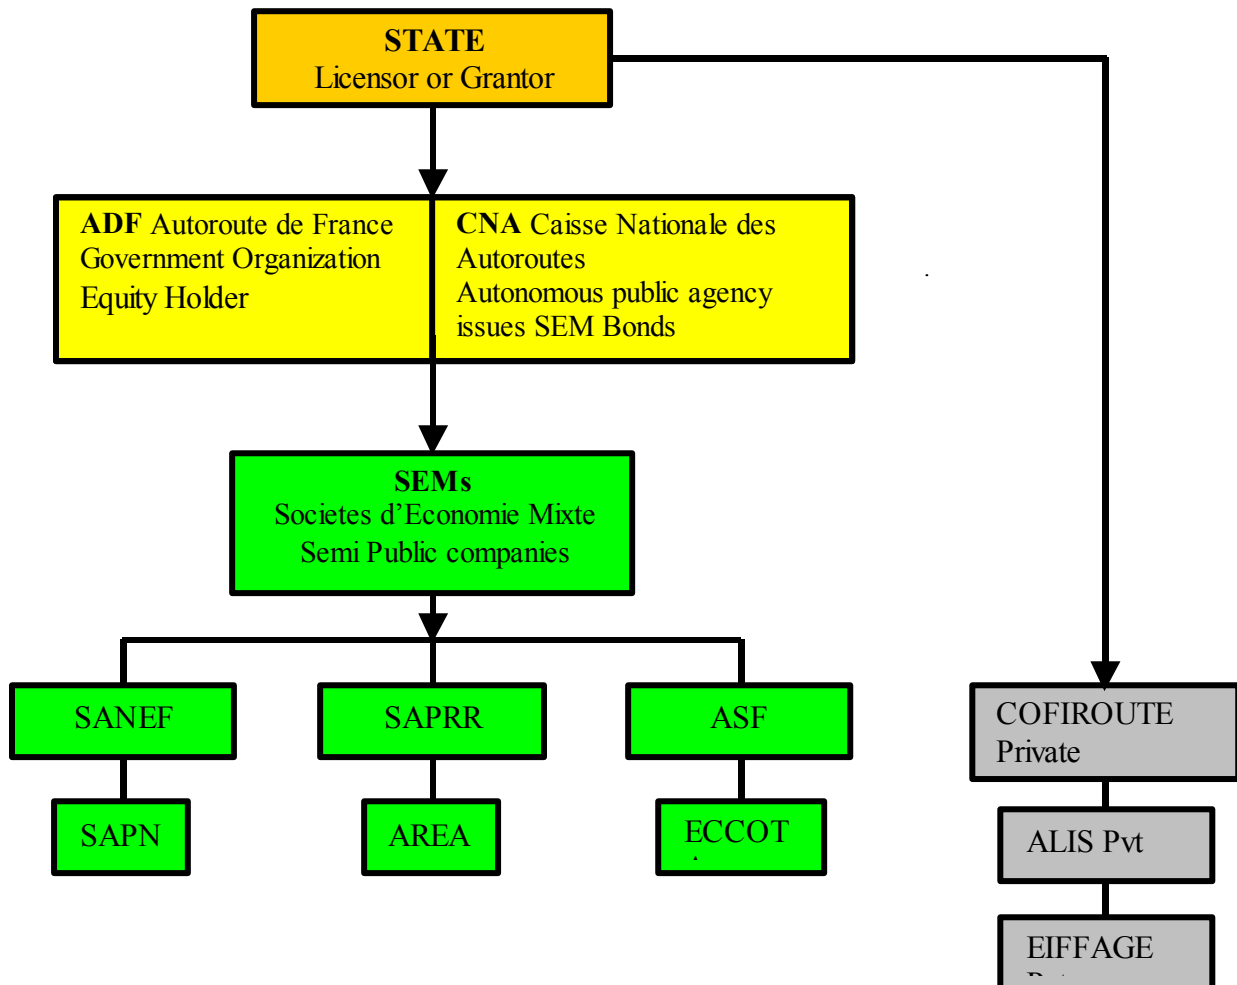 STATE
Licensor or Grantor
ADF Autoroute de France
Government Organization
Equity Holder
CNA Caisse Nationale des
Autoroutes
Autonomous public agency
issues SEM Bonds
SEMs
Societes d’Economie Mixte
Semi Public companies
SANEF
SAPRR
ASF
COFIROUTE
Private
SAPN
AREA
ECCOT
ALIS Pvt
EIFFAGE